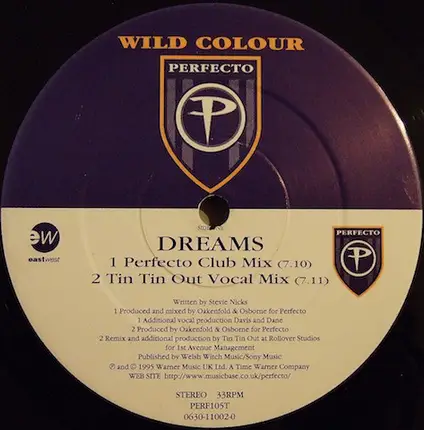 WILD COLOUR
PERFECTO
P
DREAMS
1 Perfecto Club Mix (7.10)
2 Tin Tin Out Vocal Mix (7.11)
ew
eastwest
PERFECTO
P
Written by Stevie Nicks
1 Produced and mixed by Oakenfold & Osborne for Perfecto
1 Additional vocal production Davis and Dane
2 Produced by Oakenfold & Osborne for Perfecto
2 Remix and additional production by Tin Tin Out at Rollover Studios
for 1st Avenue Management
Published by Welsh Witch Music/Sony Music
℗ and © 1995 Warner Music UK Ltd. A Time Warner Company
WEB SITE http://www.musicbase.co.uk/perfecto/
STEREO 33RPM
PERF105T
0630-11002-0